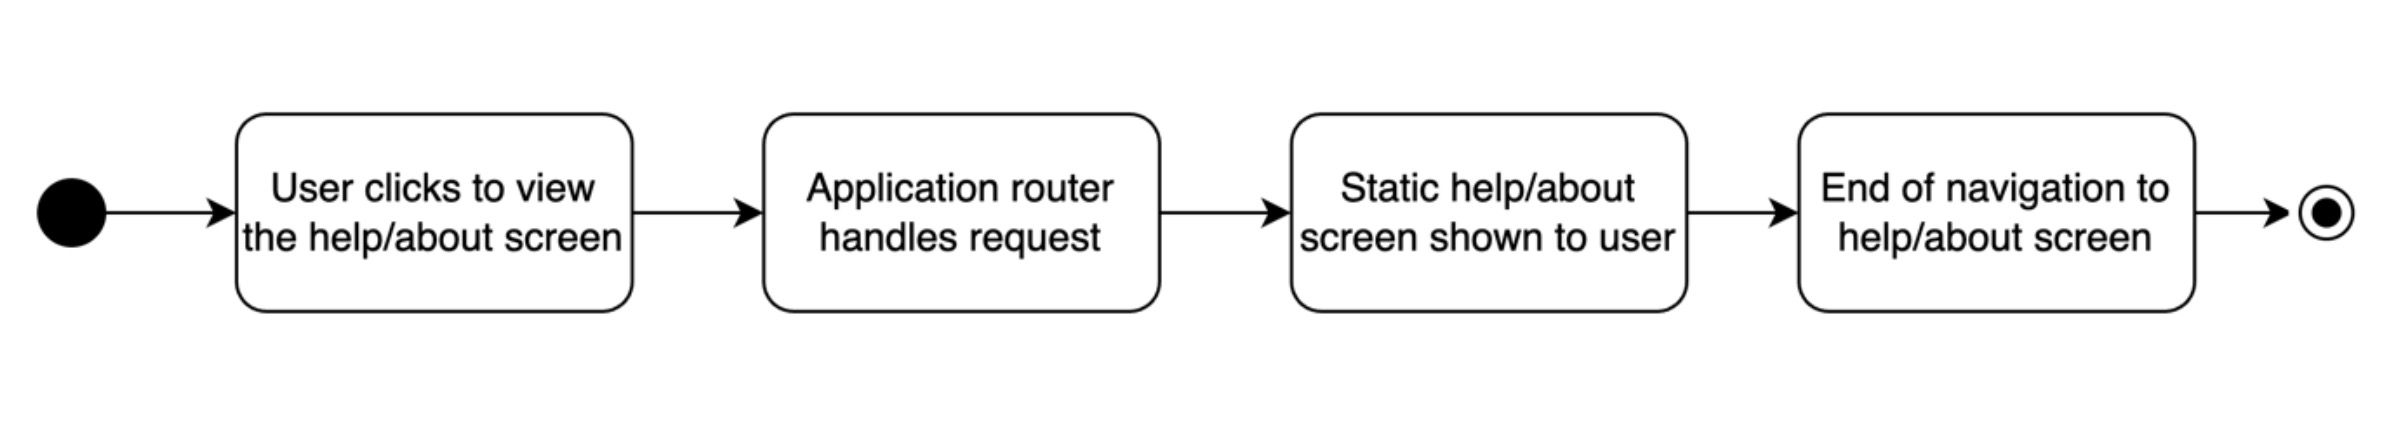 User clicks to view
the help/about screen
Application router
handles request
Static help/about
screen shown to user
End of navigation to
help/about screen